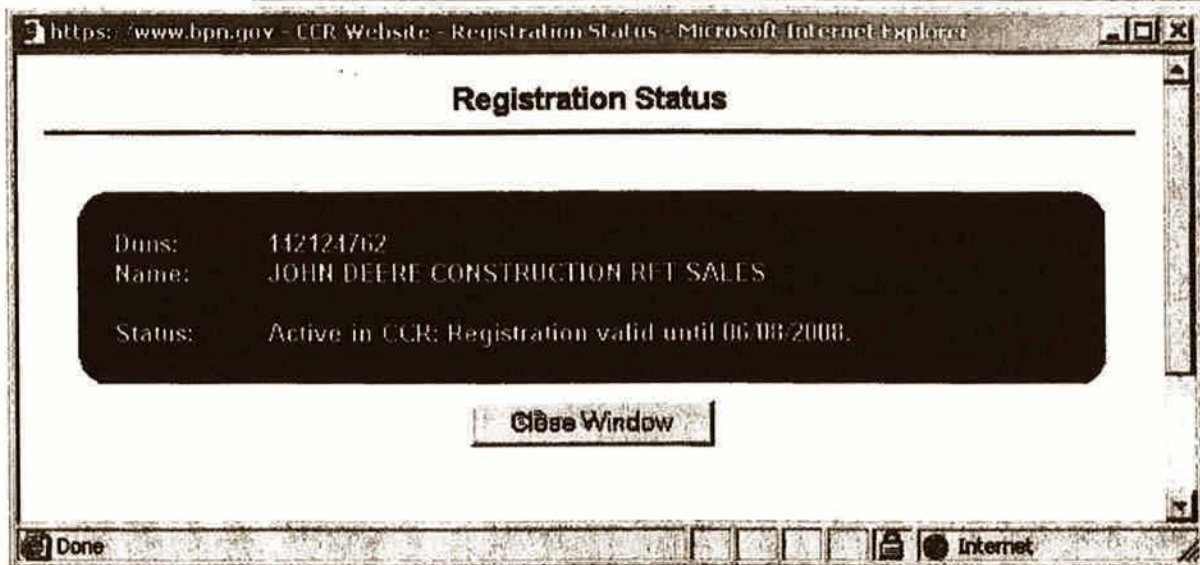 https://www.bpn.gov - CCR Website - Registration Status - Microsoft Internet Explorer
Registration Status
Duns: 142124762
Name: JOHN DEERE CONSTRUCTION RET SALES
Status: Active in CCR; Registration valid until 06/08/2008.
Close Window
Done
Internet